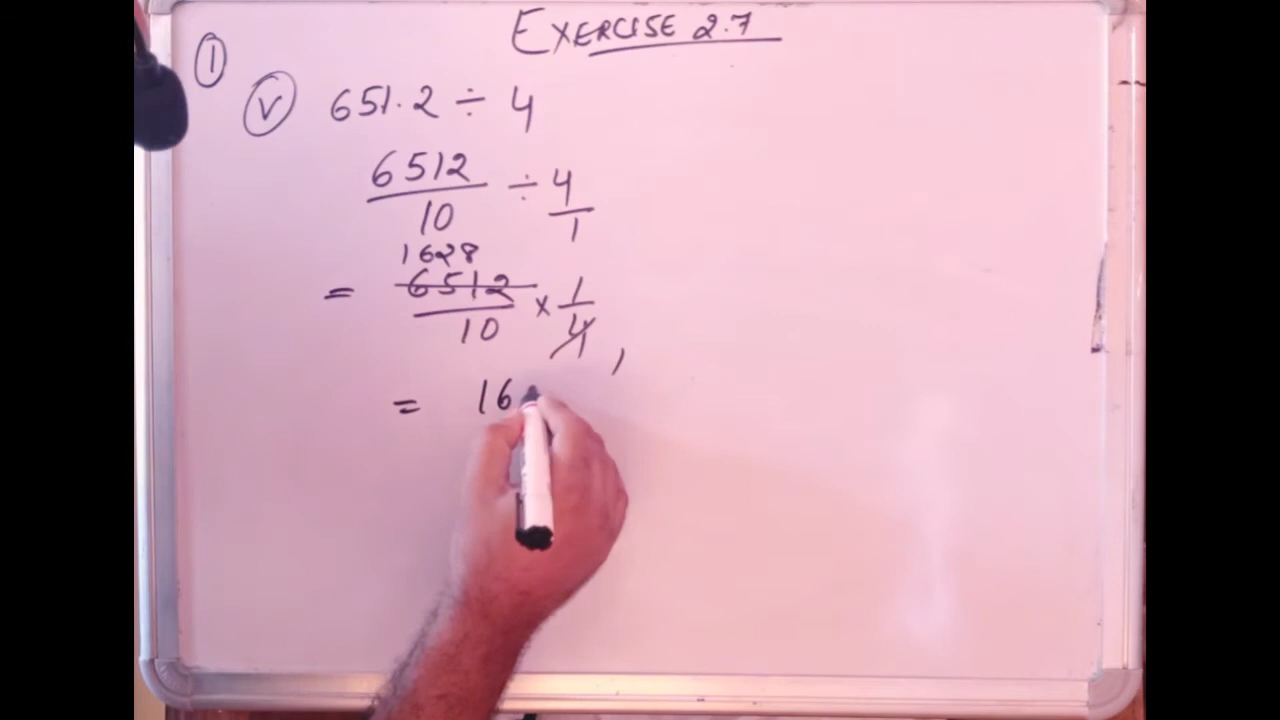 EXERCISE 2.7
① ⓥ 651.2 ÷ 4
6512/10 ÷ 4/1
1628
= 6512/10 × 1/4 ,
= 16